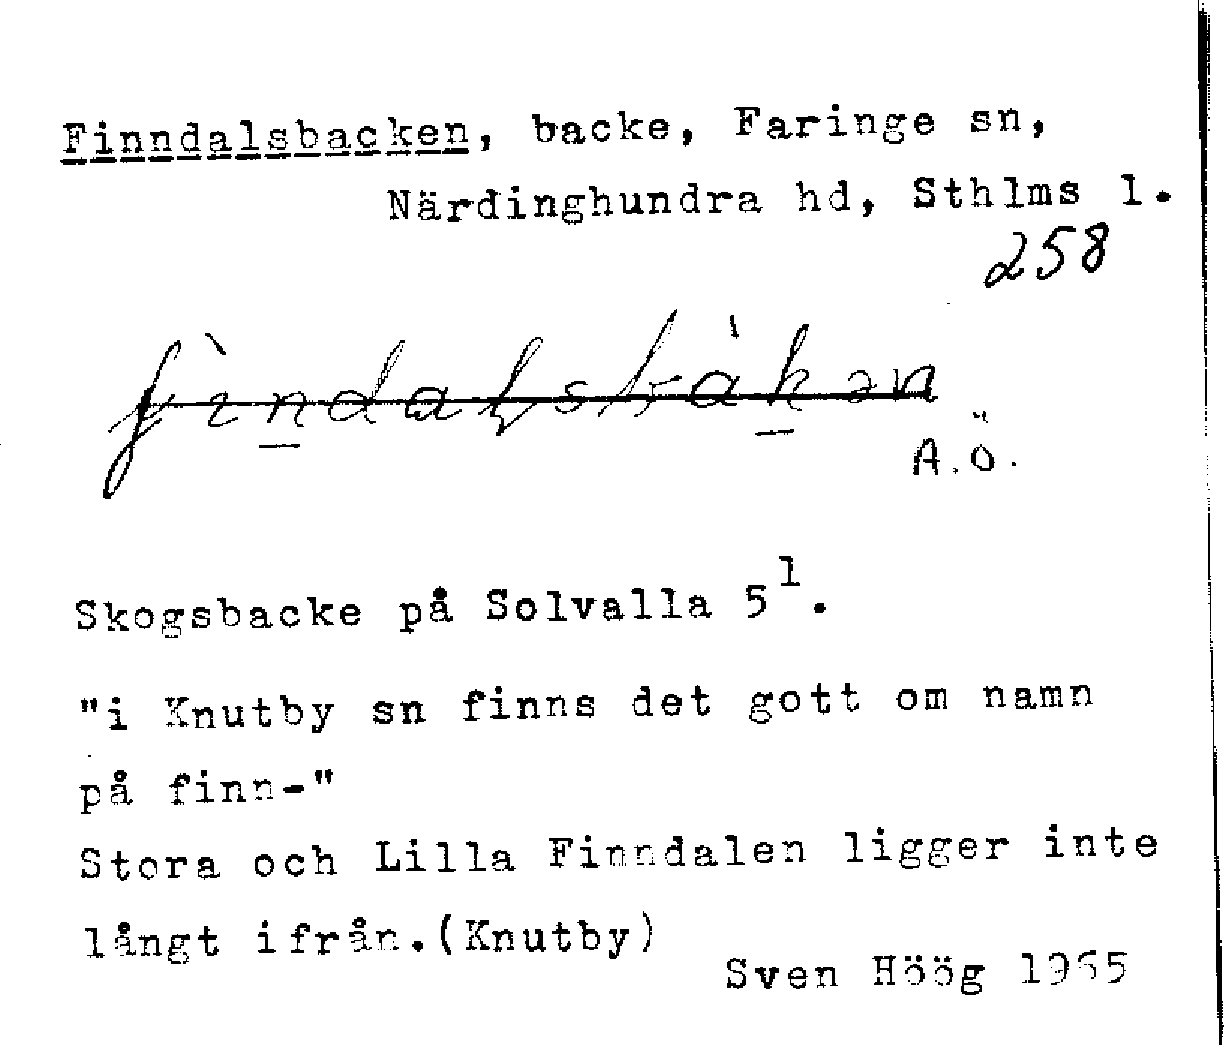 Finndalsbacken, backe, Faringe sn,
Närdinghundra hd, Sthlms l.
258
fìndalsbàkən
A.Ö.
Skogsbacke på Solvalla 5¹.
"i Knutby sn finns det gott om namn
på finn-"
Stora och Lilla Finndalen ligger inte
långt ifrån.(Knutby)
Sven Höög 1965